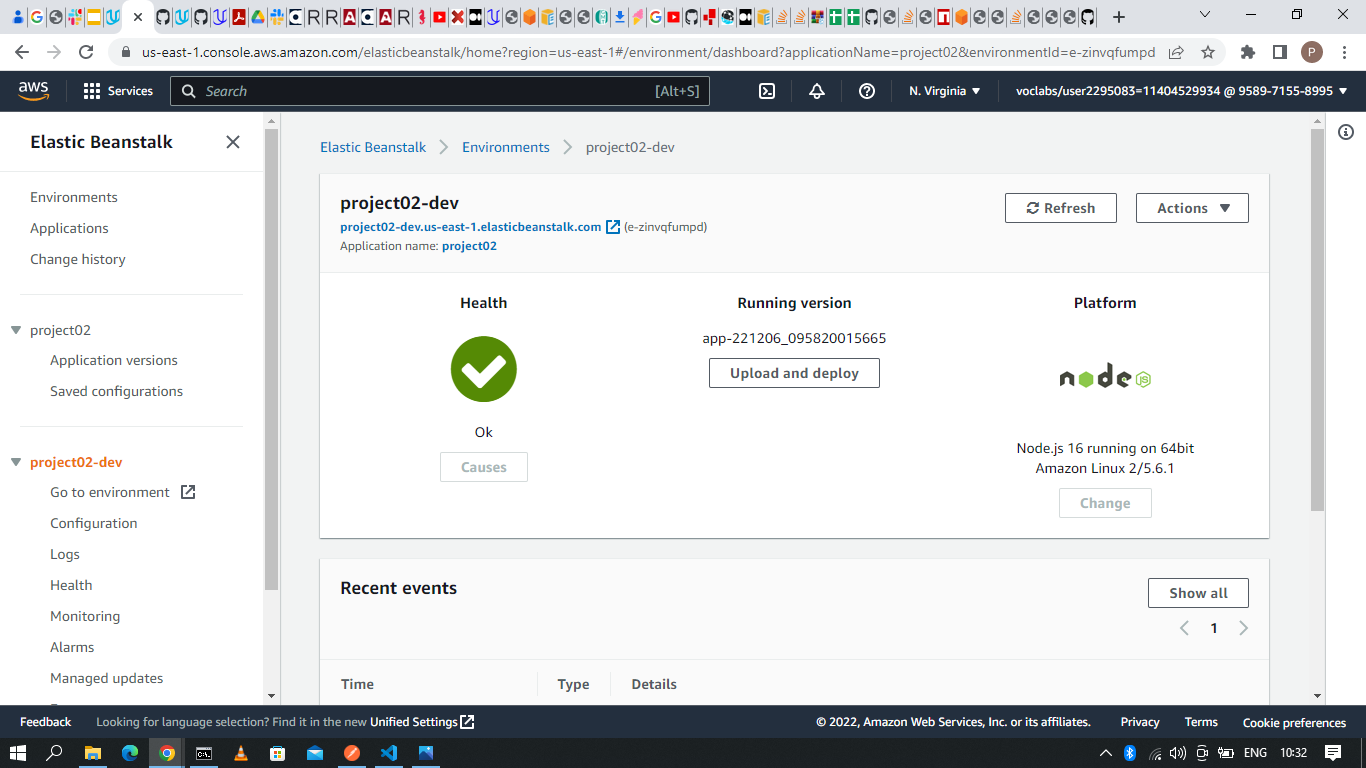 us-east-1.console.aws.amazon.com/elasticbeanstalk/home?region=us-east-1#/environment/dashboard?applicationName=project02&environmentId=e-zinvqfumpd
P
aws
Services
Search
[Alt+S]
N. Virginia
voclabs/user2295083=11404529934 @ 9589-7155-8995
Elastic Beanstalk
Environments
Applications
Change history
project02
Application versions
Saved configurations
project02-dev
Go to environment
Configuration
Logs
Health
Monitoring
Alarms
Managed updates
Elastic Beanstalk
Environments
project02-dev
project02-dev
project02-dev.us-east-1.elasticbeanstalk.com (e-zinvqfumpd)
Application name: project02
Refresh
Actions
Health
Ok
Causes
Running version
app-221206_095820015665
Upload and deploy
Platform
node JS
Node.js 16 running on 64bit
Amazon Linux 2/5.6.1
Change
Recent events
Show all
1
Time
Type
Details
Feedback
Looking for language selection? Find it in the new Unified Settings
© 2022, Amazon Web Services, Inc. or its affiliates.
Privacy
Terms
Cookie preferences
ENG
10:32